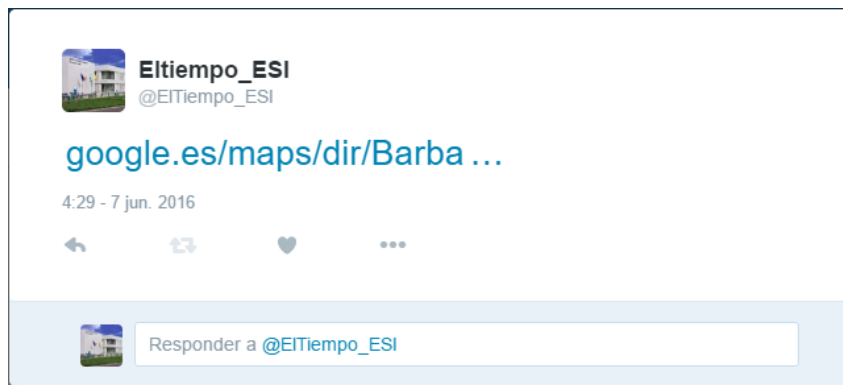 Eltiempo_ESI
@ElTiempo_ESI
google.es/maps/dir/Barba ...
4:29 - 7 jun. 2016
Responder a @ElTiempo_ESI